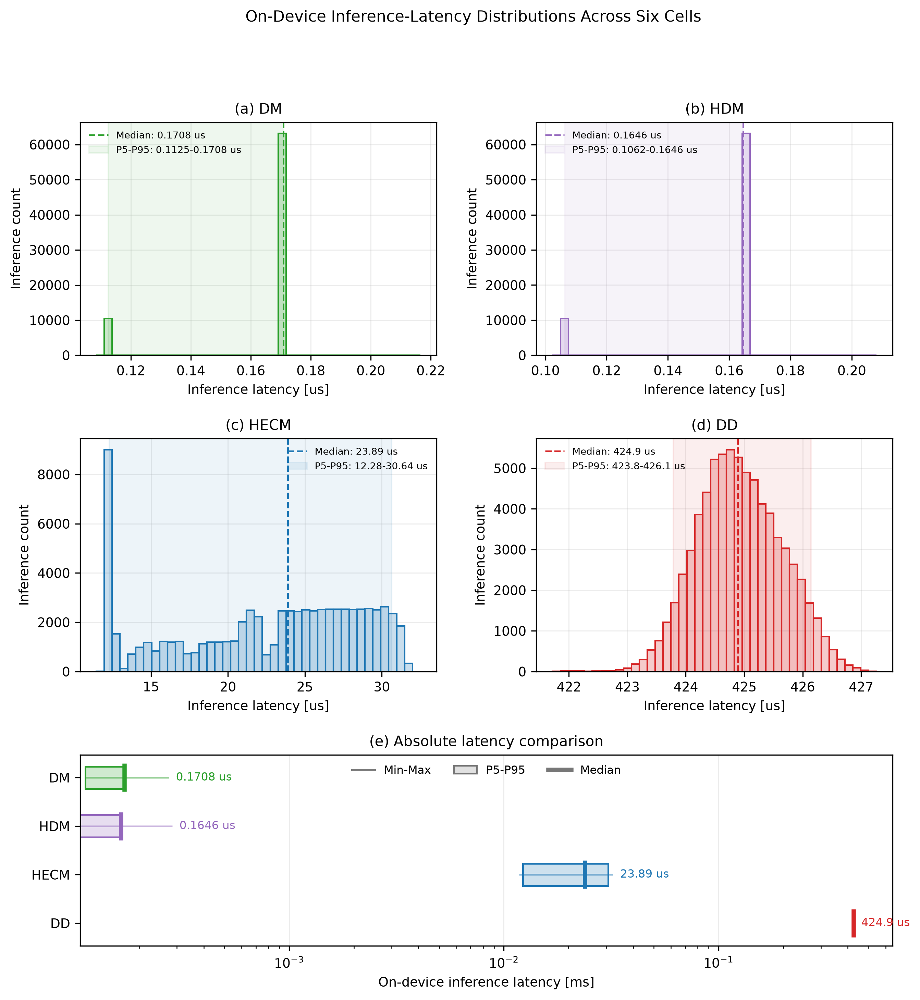 On-Device Inference-Latency Distributions Across Six Cells
(a) DM
Median: 0.1708 us
P5-P95: 0.1125-0.1708 us
60000
50000
40000
30000
20000
10000
0
Inference count
0.12 0.14 0.16 0.18 0.20 0.22
Inference latency [us]
(b) HDM
Median: 0.1646 us
P5-P95: 0.1062-0.1646 us
60000
50000
40000
30000
20000
10000
0
Inference count
0.10 0.12 0.14 0.16 0.18 0.20
Inference latency [us]
(c) HECM
Median: 23.89 us
P5-P95: 12.28-30.64 us
8000
6000
4000
2000
0
Inference count
15 20 25 30
Inference latency [us]
(d) DD
Median: 424.9 us
P5-P95: 423.8-426.1 us
5000
4000
3000
2000
1000
0
Inference count
422 423 424 425 426 427
Inference latency [us]
(e) Absolute latency comparison
Min-Max P5-P95 Median
DM 0.1708 us
HDM 0.1646 us
HECM 23.89 us
DD 424.9 us
10⁻³ 10⁻² 10⁻¹
On-device inference latency [ms]